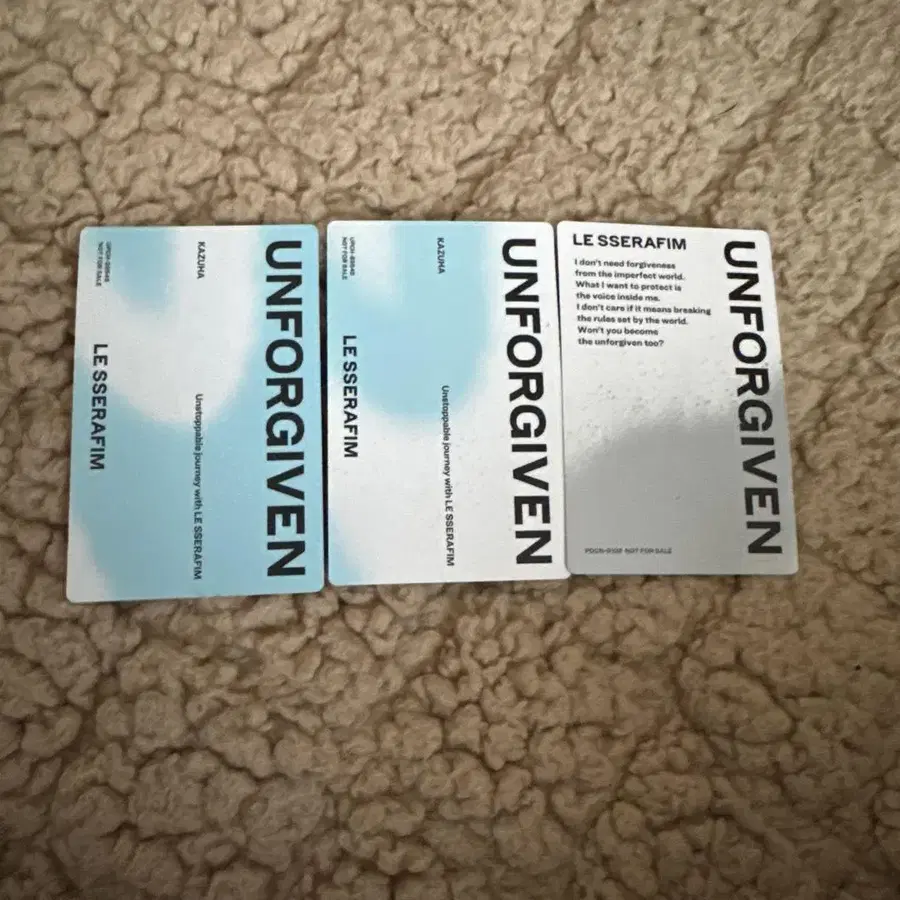 UNFORGIVEN
KAZUHA
Unstoppable journey with LE SSERAFIM
NOT FOR SALE
LE SSERAFIM
UNFORGIVEN
KAZUHA
Unstoppable journey with LE SSERAFIM
NOT FOR SALE
LE SSERAFIM
LE SSERAFIM
I don't need forgiveness
from the imperfect world.
What I want to protect is
the voice inside me.
I don't care if it means breaking
the rules set by the world.
Won't you become
the unforgiven too?
UNFORGIVEN
NOT FOR SALE